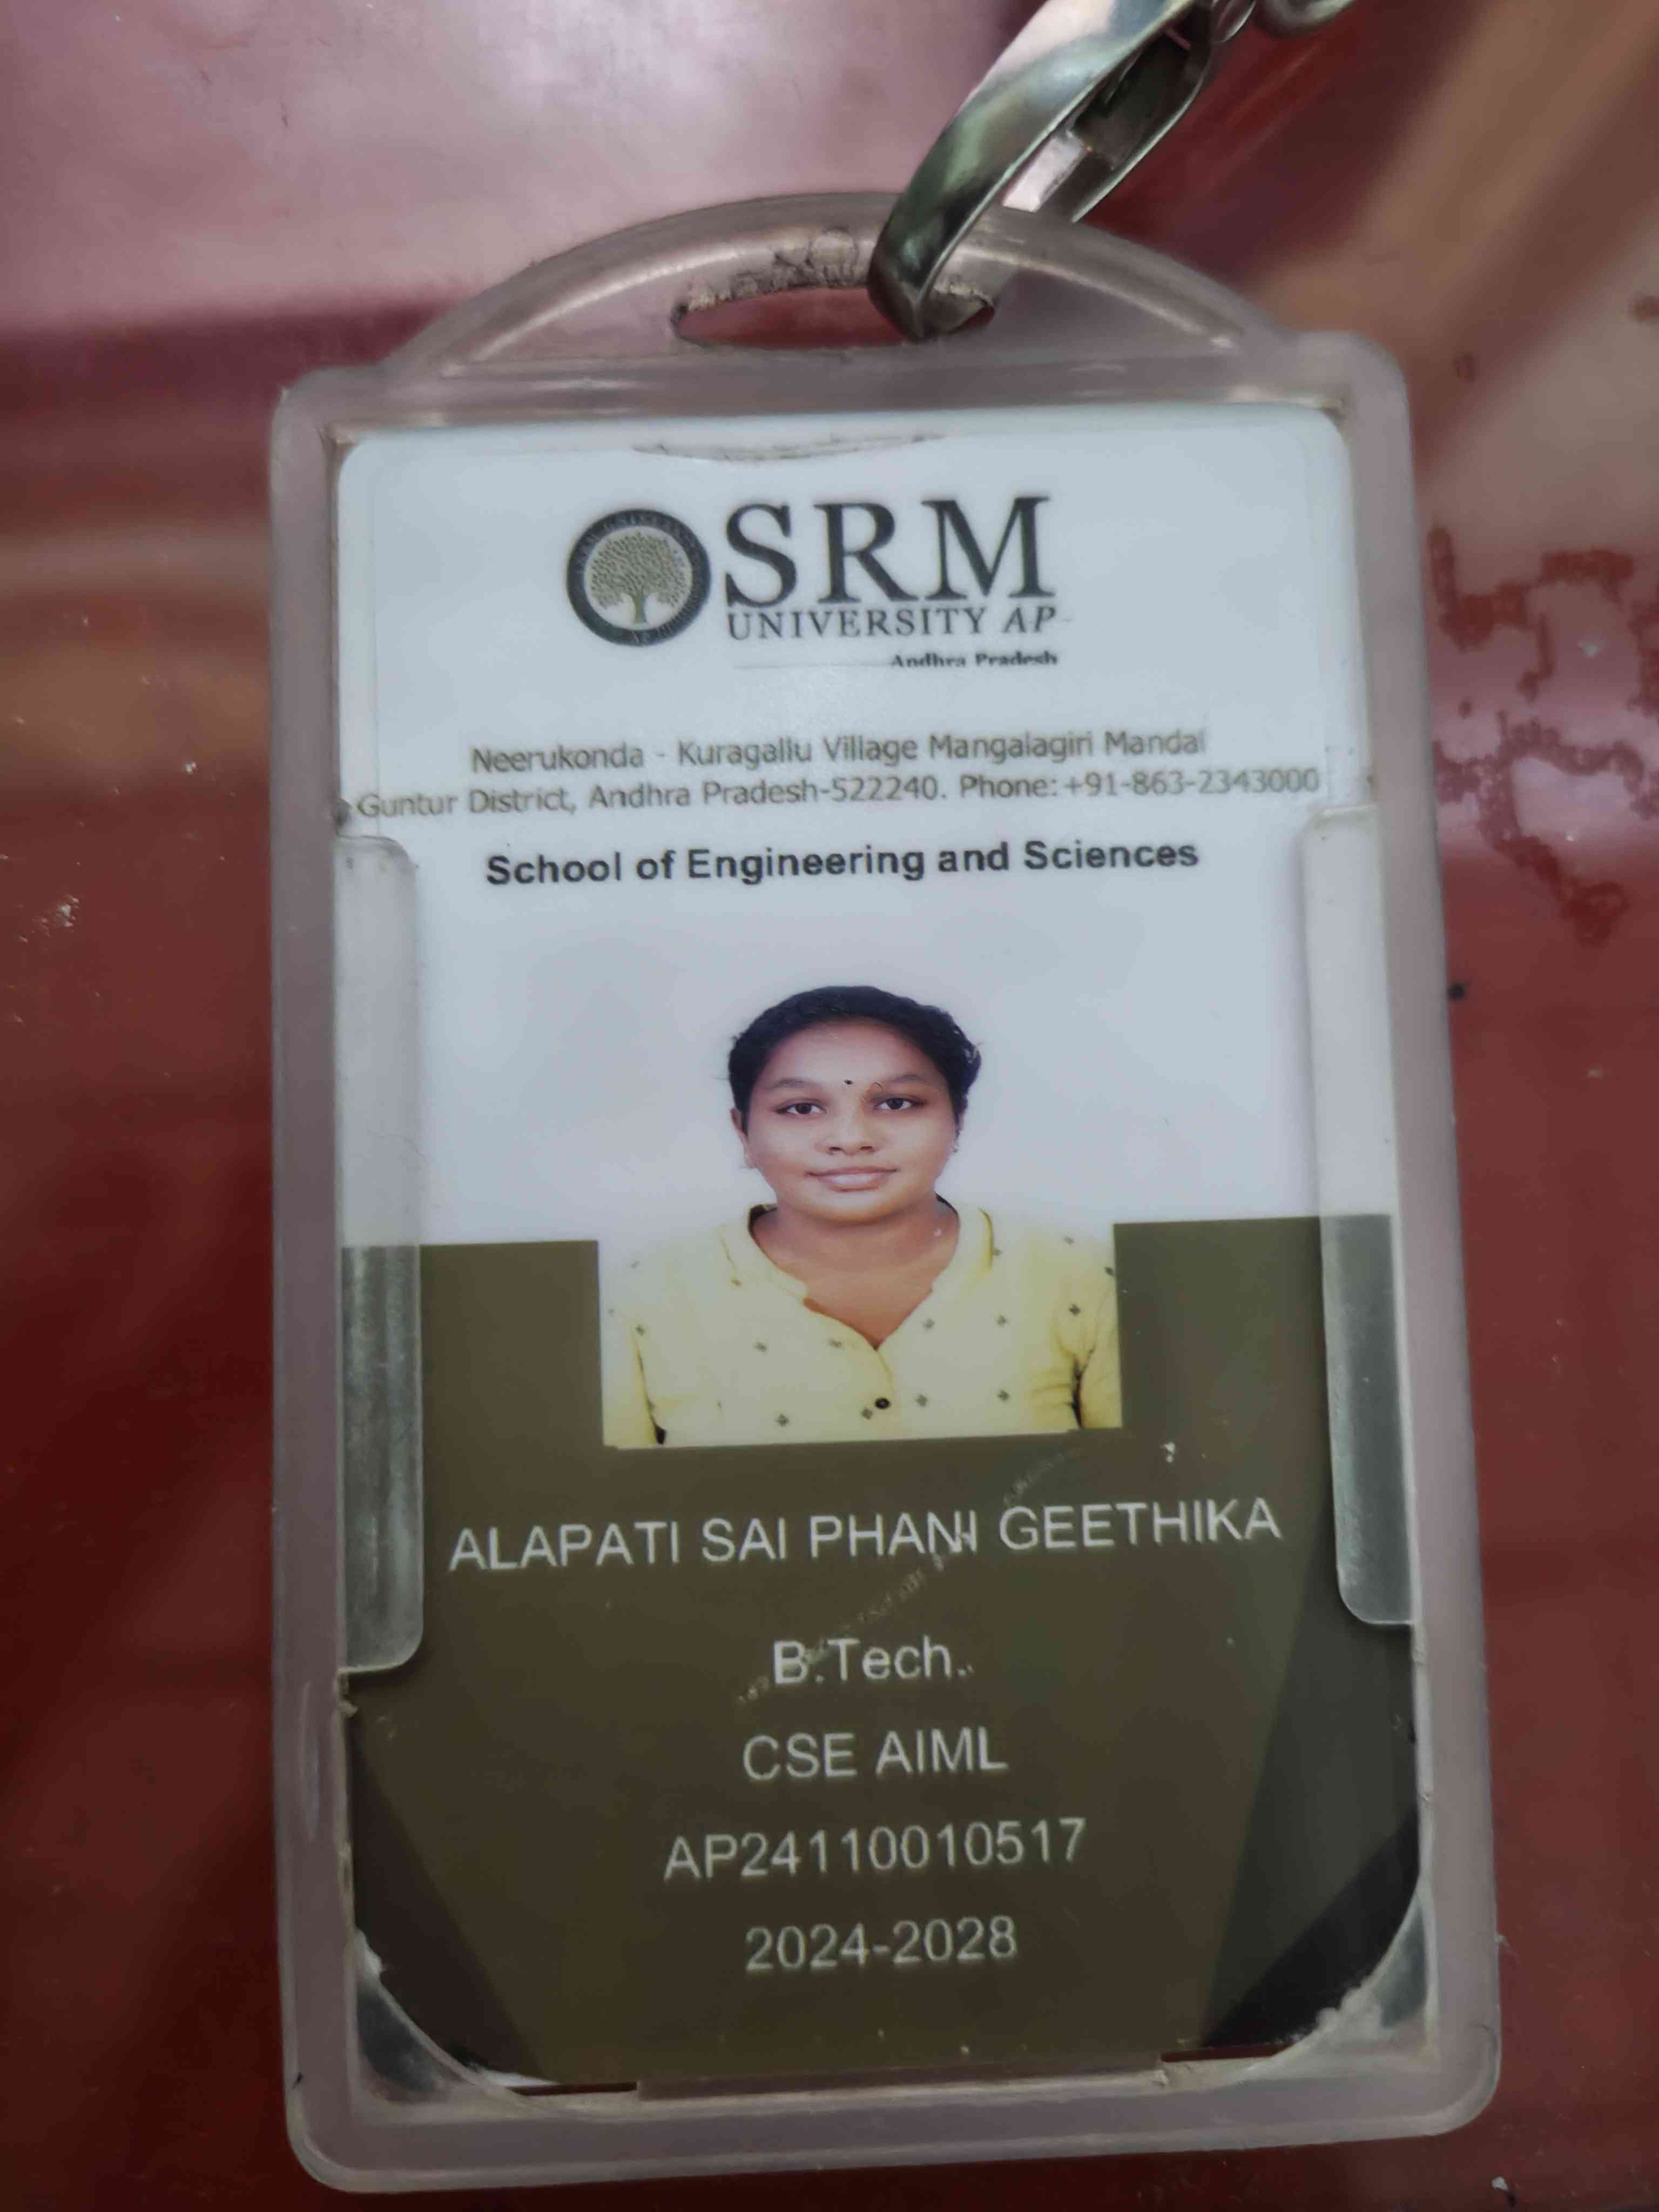 SRM
UNIVERSITY AP
Andhra Pradesh
Neerukonda - Kuragallu Village Mangalagiri Mandal
Guntur District, Andhra Pradesh-522240. Phone: +91-863-2343000
School of Engineering and Sciences
ALAPATI SAI PHANI GEETHIKA
B.Tech.
CSE AIML
AP24110010517
2024-2028